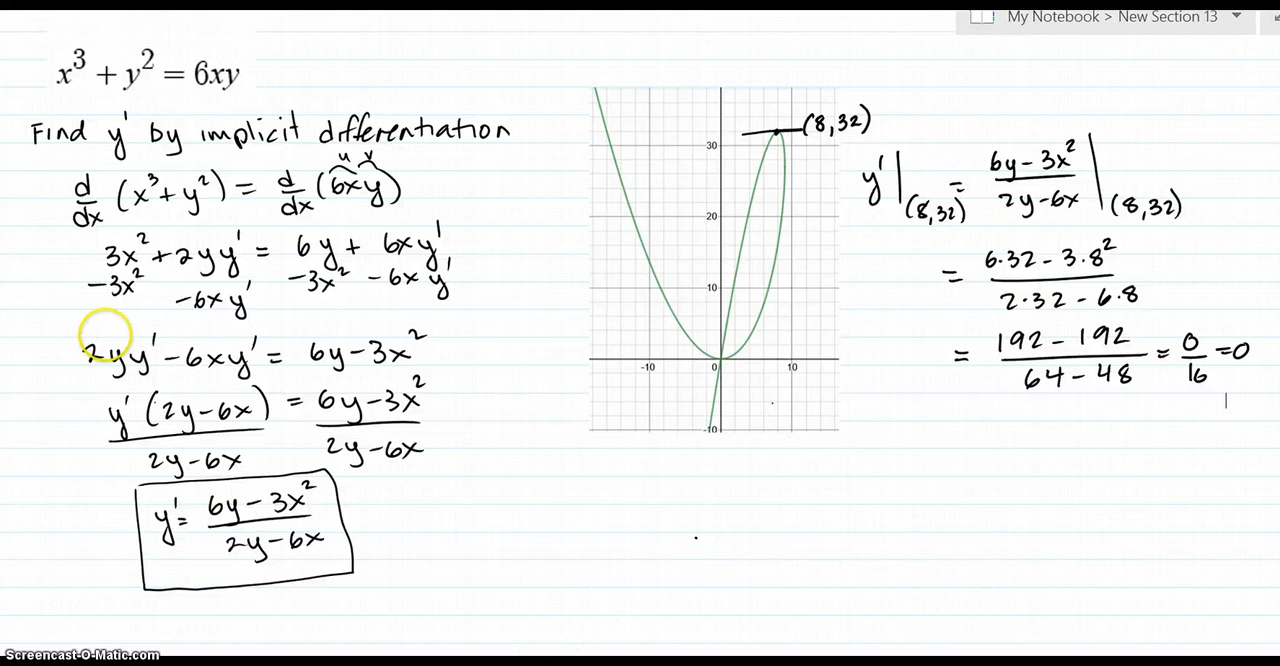 My Notebook > New Section 13
x³ + y² = 6xy
Find y' by implicit differentiation
u v
d/dx (x³ + y²) = d/dx (6xy)
3x² + 2yy' = 6y + 6xy'
-3x² -6xy' -3x² - 6xy'
2yy' - 6xy' = 6y - 3x²
y'(2y - 6x) / 2y - 6x = 6y - 3x² / 2y - 6x
y' = 6y - 3x² / 2y - 6x
(8,32)
30
20
10
-10 0 10
-10
y'|(8,32) = 6y - 3x² / 2y - 6x |(8,32)
= 6·32 - 3·8² / 2·32 - 6·8
= 192 - 192 / 64 - 48 = 0/16 = 0
Screencast-O-Matic.com